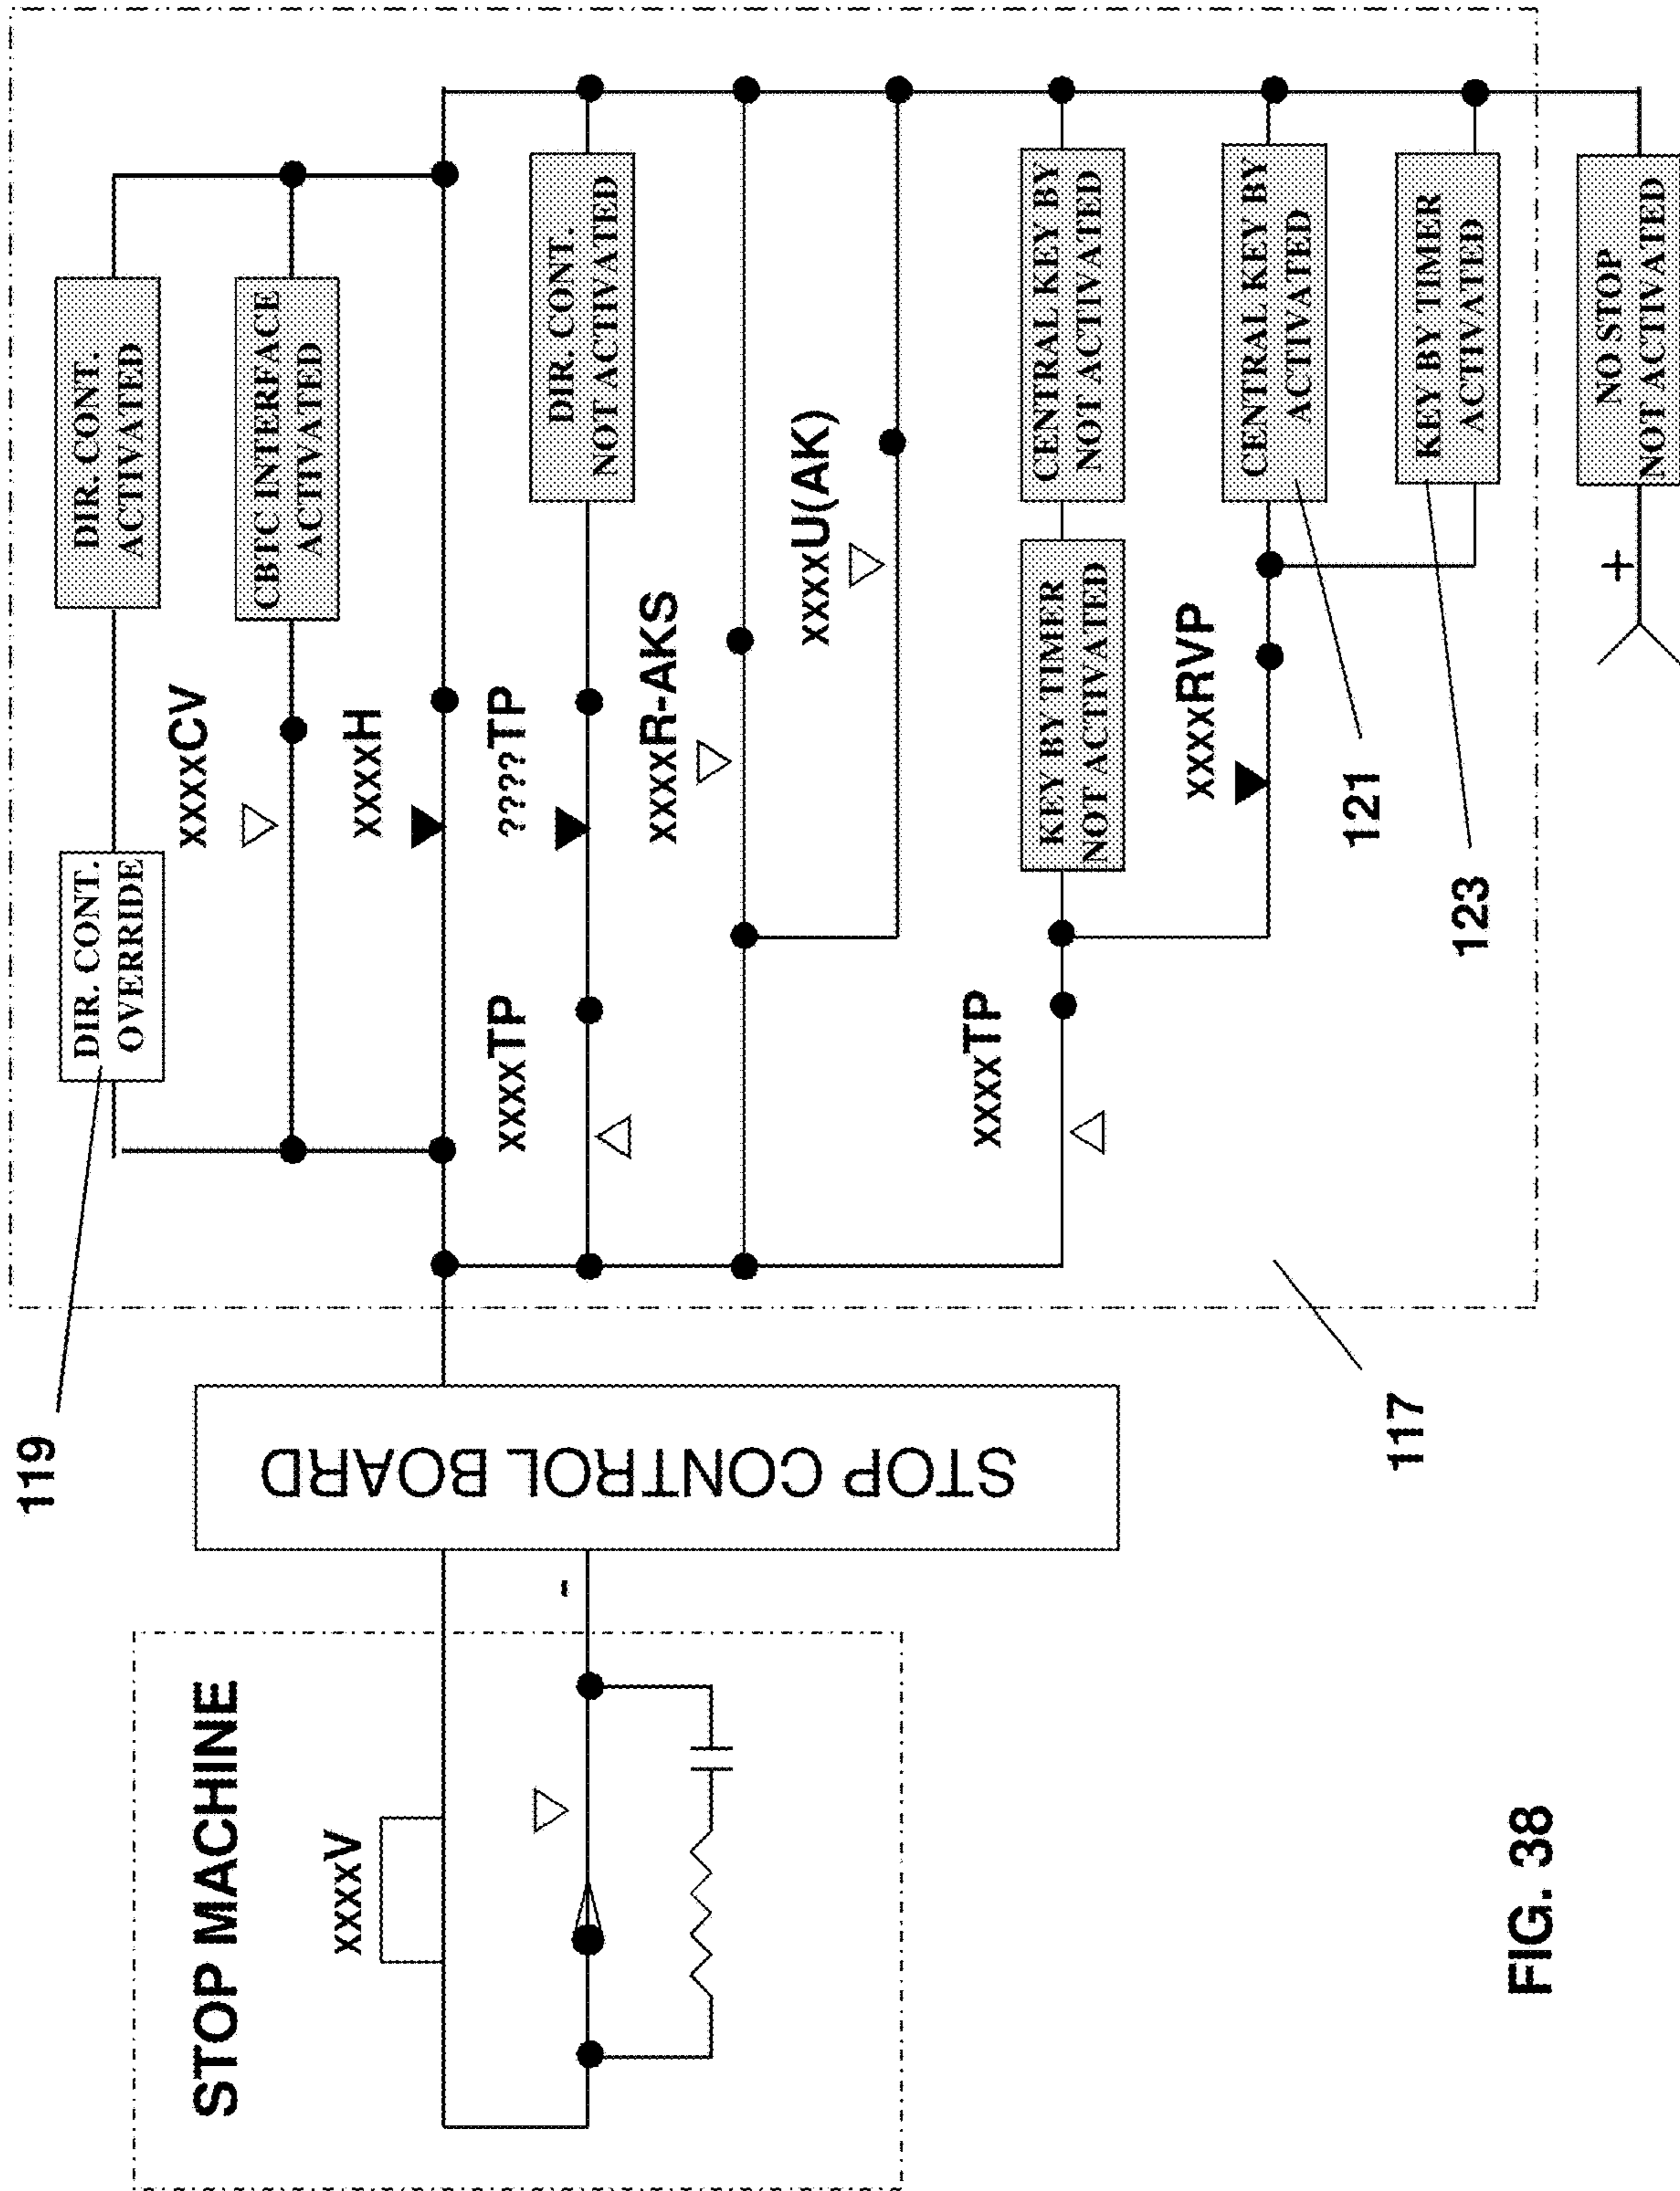 119
STOP MACHINE
xxxxV
-
STOP CONTROL BOARD
DIR. CONT.
OVERRIDE
DIR. CONT.
ACTIVATED
xxxxCV
CBTC INTERFACE
ACTIVATED
xxxxH
xxxxTP
????TP
DIR. CONT.
NOT ACTIVATED
xxxxR-AKS
xxxxU(AK)
xxxxTP
KEY BY TIMER
NOT ACTIVATED
CENTRAL KEY BY
NOT ACTIVATED
xxxxRVP
CENTRAL KEY BY
ACTIVATED
121
KEY BY TIMER
ACTIVATED
123
117
+
NO STOP
NOT ACTIVATED
FIG. 38